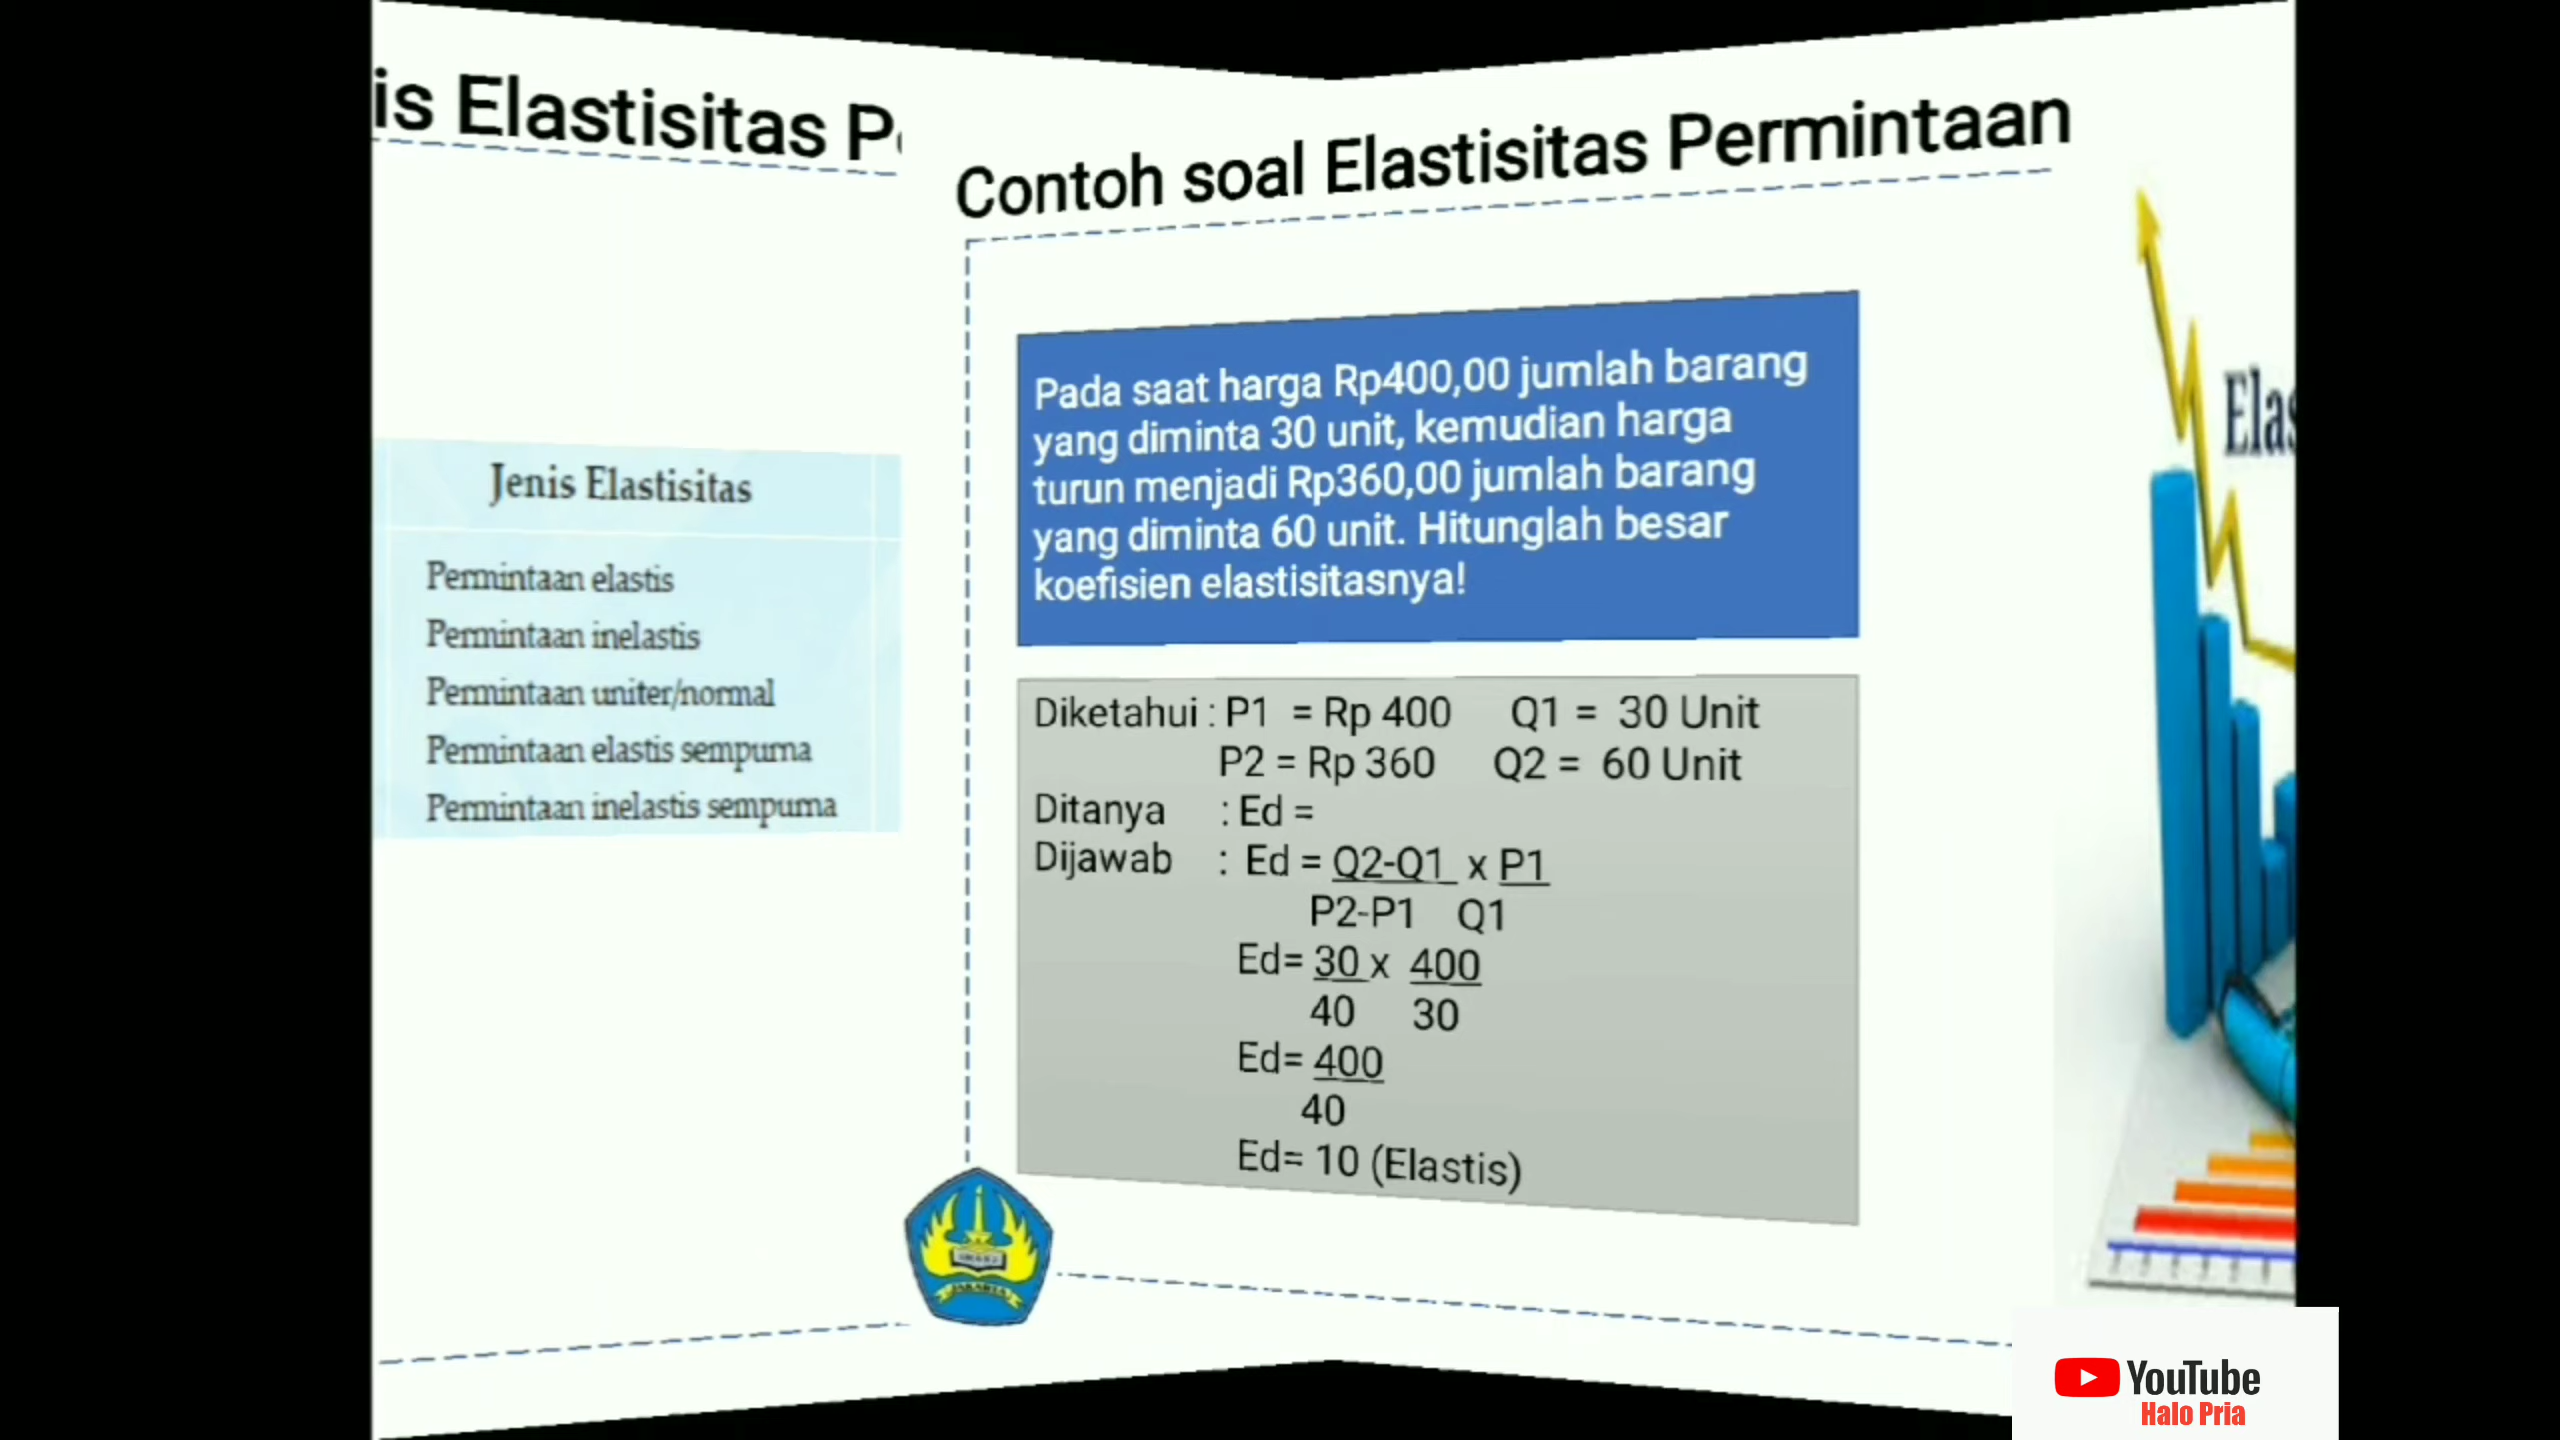 is Elastisitas P
Jenis Elastisitas
Permintaan elastis
Permintaan inelastis
Permintaan uniter/normal
Permintaan elastis sempurna
Permintaan inelastis sempurna
Contoh soal Elastisitas Permintaan
Pada saat harga Rp400,00 jumlah barang
yang diminta 30 unit, kemudian harga
turun menjadi Rp360,00 jumlah barang
yang diminta 60 unit. Hitunglah besar
koefisien elastisitasnya!
Diketahui : P1 = Rp 400 Q1 = 30 Unit
P2 = Rp 360 Q2 = 60 Unit
Ditanya : Ed =
Dijawab : Ed = Q2-Q1 x P1
P2-P1 Q1
Ed= 30 x 400
40 30
Ed= 400
40
Ed= 10 (Elastis)
Elas
JAKARTA
YouTube
Halo Pria